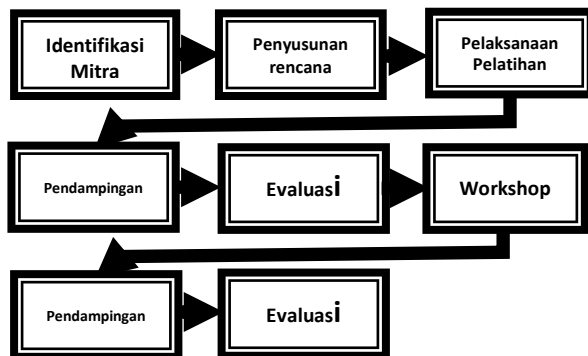 Identifikasi
Mitra
Penyusunan
rencana
Pelaksanaan
Pelatihan
Pendampingan
Evaluasi
Workshop
Pendampingan
Evaluasi